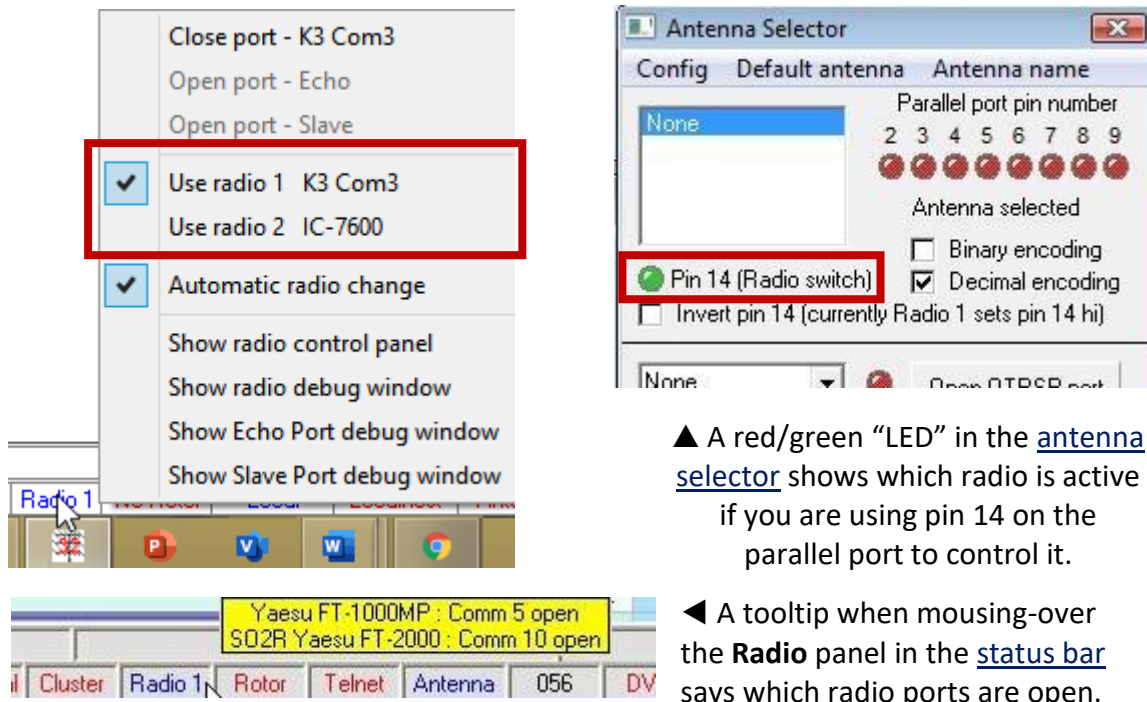 Close port - K3 Com3
Open port - Echo
Open port - Slave
Use radio 1 K3 Com3
Use radio 2 IC-7600
Automatic radio change
Show radio control panel
Show radio debug window
Show Echo Port debug window
Show Slave Port debug window
Radio 1
Antenna Selector
Config Default antenna Antenna name
Parallel port pin number
None
2 3 4 5 6 7 8 9
Antenna selected
Binary encoding
Pin 14 (Radio switch)
Decimal encoding
Invert pin 14 (currently Radio 1 sets pin 14 hi)
None
▲ A red/green “LED” in the antenna
selector shows which radio is active
if you are using pin 14 on the
parallel port to control it.
Yaesu FT-1000MP : Comm 5 open
SO2R Yaesu FT-2000 : Comm 10 open
Cluster Radio 1 Rotor Telnet Antenna 056 DV
◄ A tooltip when mousing-over
the Radio panel in the status bar
says which radio ports are open.